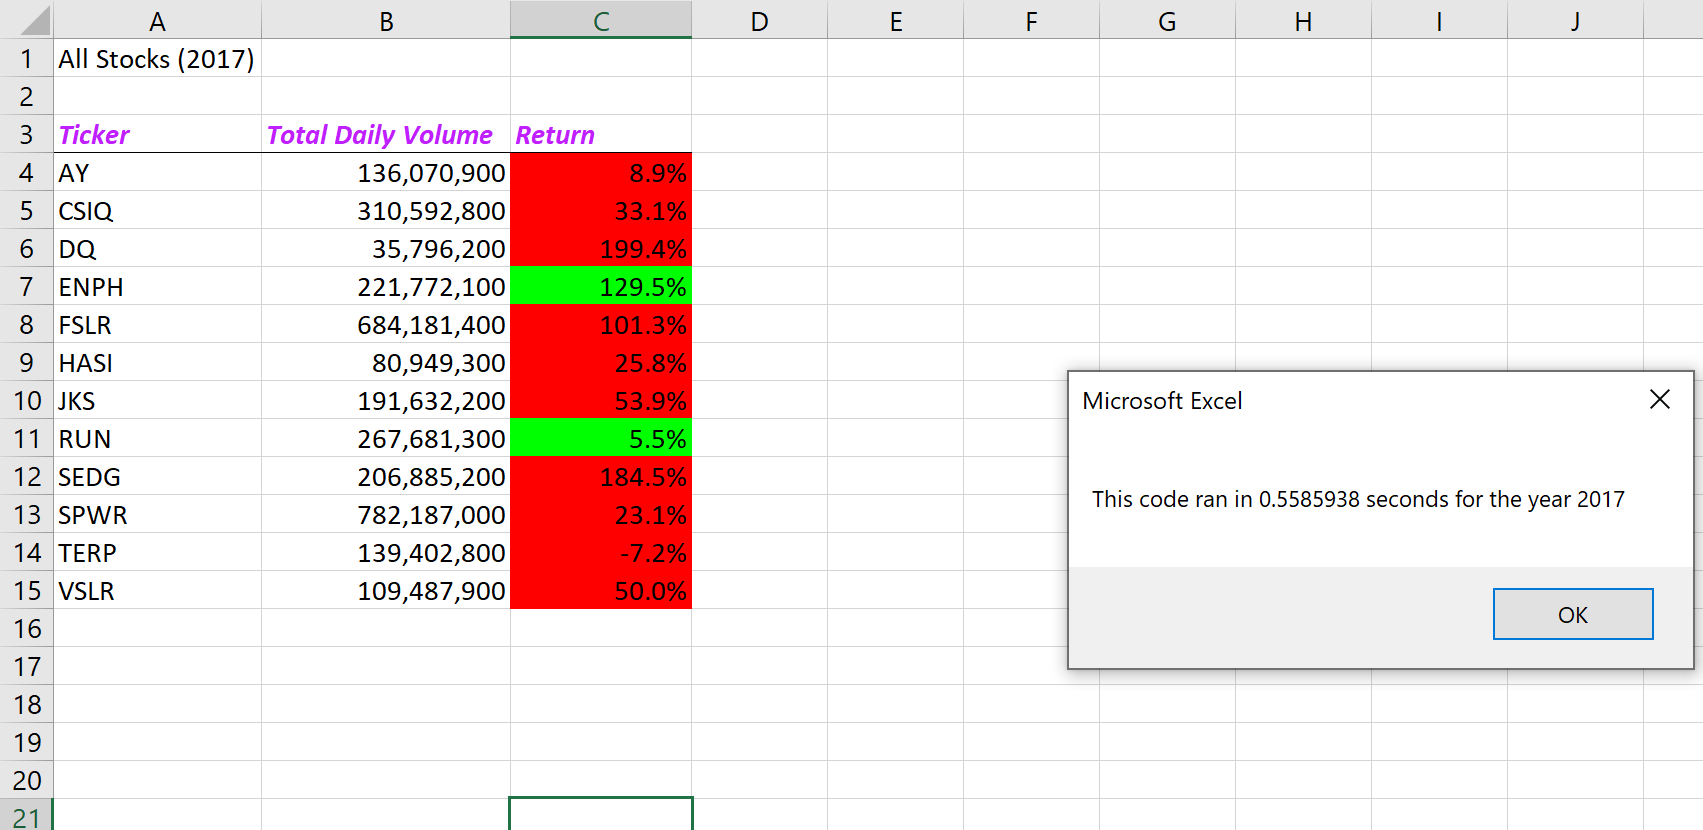 A B C D E F G H I J
1 All Stocks (2017)
2
3 Ticker Total Daily Volume Return
4 AY 136,070,900 8.9%
5 CSIQ 310,592,800 33.1%
6 DQ 35,796,200 199.4%
7 ENPH 221,772,100 129.5%
8 FSLR 684,181,400 101.3%
9 HASI 80,949,300 25.8%
10 JKS 191,632,200 53.9%
11 RUN 267,681,300 5.5%
12 SEDG 206,885,200 184.5%
13 SPWR 782,187,000 23.1%
14 TERP 139,402,800 -7.2%
15 VSLR 109,487,900 50.0%
16
17
18
19
20
21
Microsoft Excel
This code ran in 0.5585938 seconds for the year 2017
OK